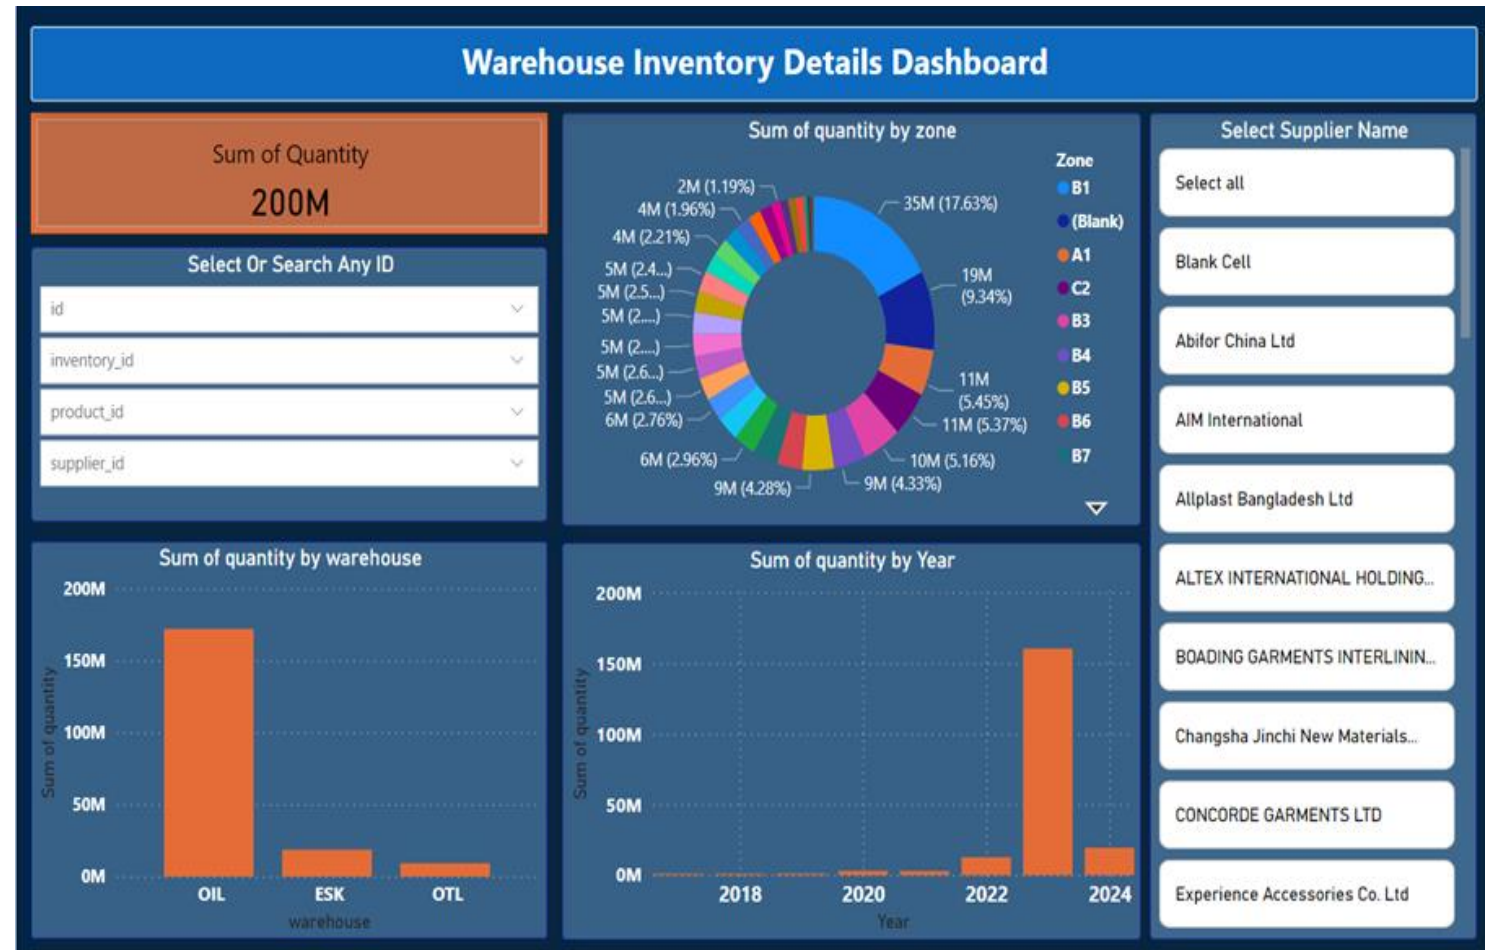 Warehouse Inventory Details Dashboard
Sum of Quantity
200M
Select Or Search Any ID
id
inventory_id
product_id
supplier_id
Sum of quantity by zone
35M (17.63%)
19M
(9.34%)
11M
(5.45%)
11M (5.37%)
10M (5.16%)
9M (4.33%)
9M (4.28%)
6M (2.96%)
6M (2.76%)
5M (2.6...)
5M (2.6...)
5M (2....)
5M (2....)
5M (2.5...)
5M (2.4...)
4M (2.21%)
4M (1.96%)
2M (1.19%)
Zone
B1
(Blank)
A1
C2
B3
B4
B5
B6
B7
Select Supplier Name
Select all
Blank Cell
Abifor China Ltd
AIM International
Allplast Bangladesh Ltd
ALTEX INTERNATIONAL HOLDING...
BOADING GARMENTS INTERLININ...
Changsha Jinchi New Materials...
CONCORDE GARMENTS LTD
Experience Accessories Co. Ltd
Sum of quantity by warehouse
Sum of quantity
200M
150M
100M
50M
0M
OIL ESK OTL
warehouse
Sum of quantity by Year
Sum of quantity
200M
150M
100M
50M
0M
2018 2020 2022 2024
Year